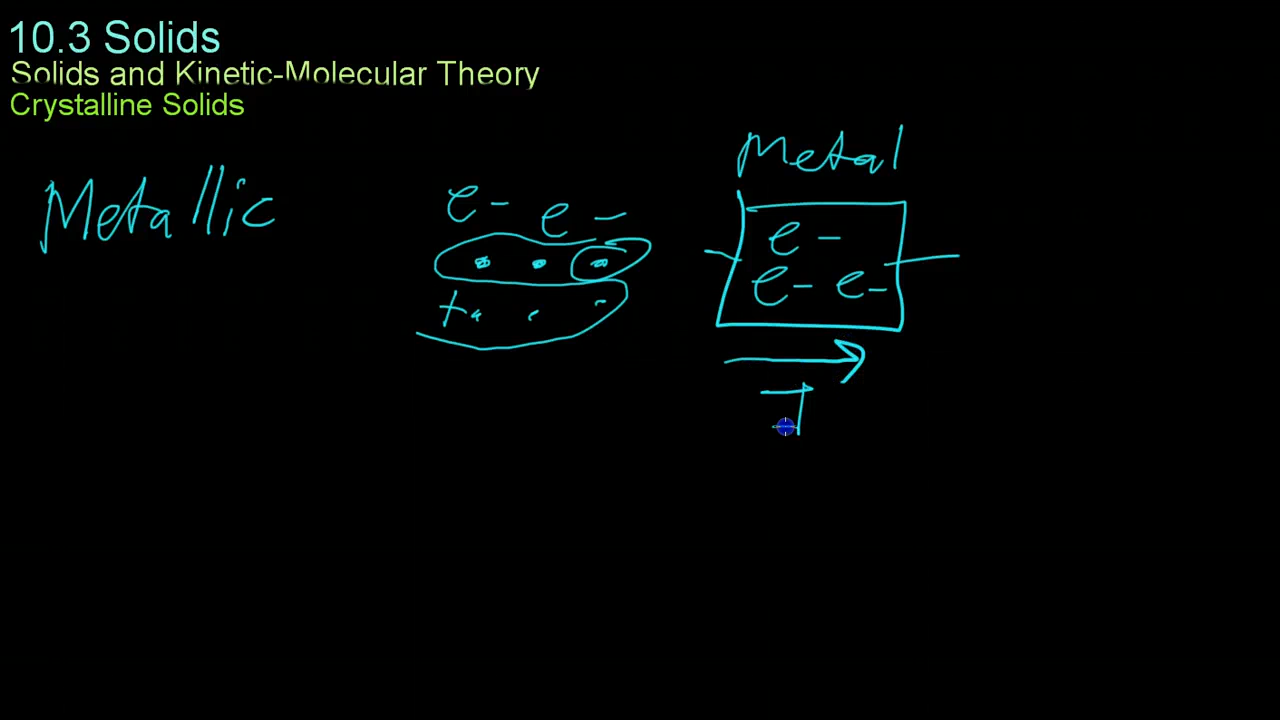 10.3 Solids
Solids and Kinetic-Molecular Theory
Crystalline Solids
Metallic
e- e-
+
Metal
e-
e- e-